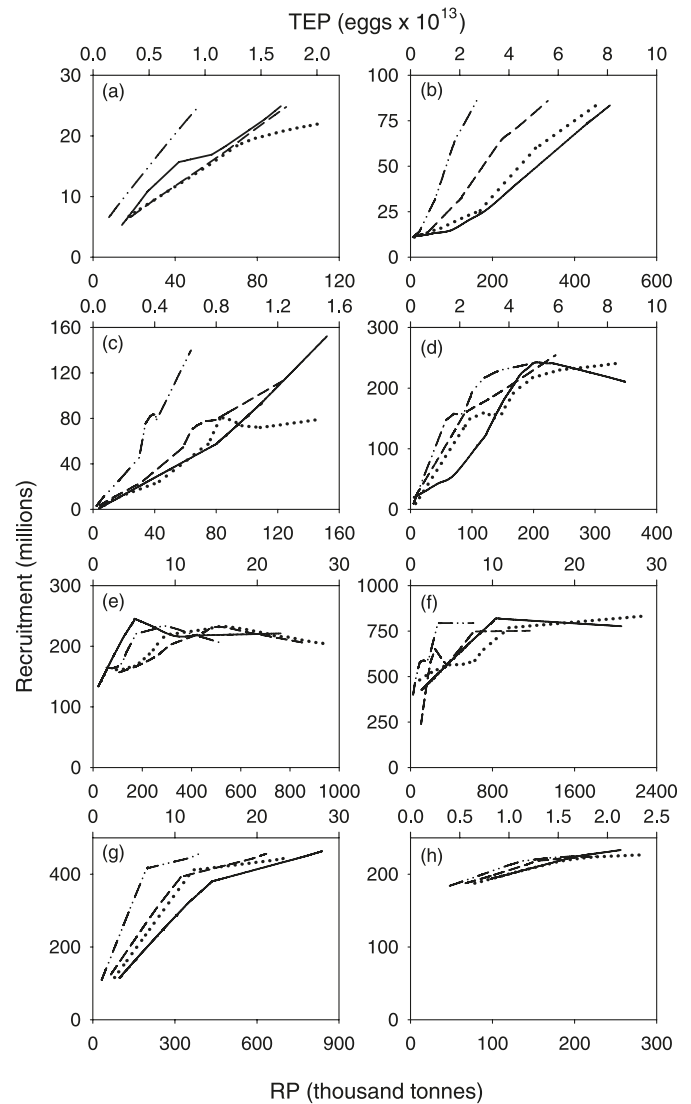 TEP (eggs x 10¹³)
0.0 0.5 1.0 1.5 2.0
0 2 4 6 8 10
30
20
10
0
(a)
0 40 80 120
100
75
50
25
0
(b)
0 200 400 600
0.0 0.4 0.8 1.2 1.6
0 2 4 6 8 10
160
120
80
40
0
(c)
0 40 80 120 160
300
200
100
0
(d)
0 100 200 300 400
Recruitment (millions)
0 10 20 30
0 10 20 30
300
200
100
0
(e)
0 200 400 600 800 1000
1000
750
500
250
0
(f)
0 800 1600 2400
0 10 20 30
0.0 0.5 1.0 1.5 2.0 2.5
400
200
0
(g)
0 300 600 900
200
100
0
(h)
0 100 200 300
RP (thousand tonnes)